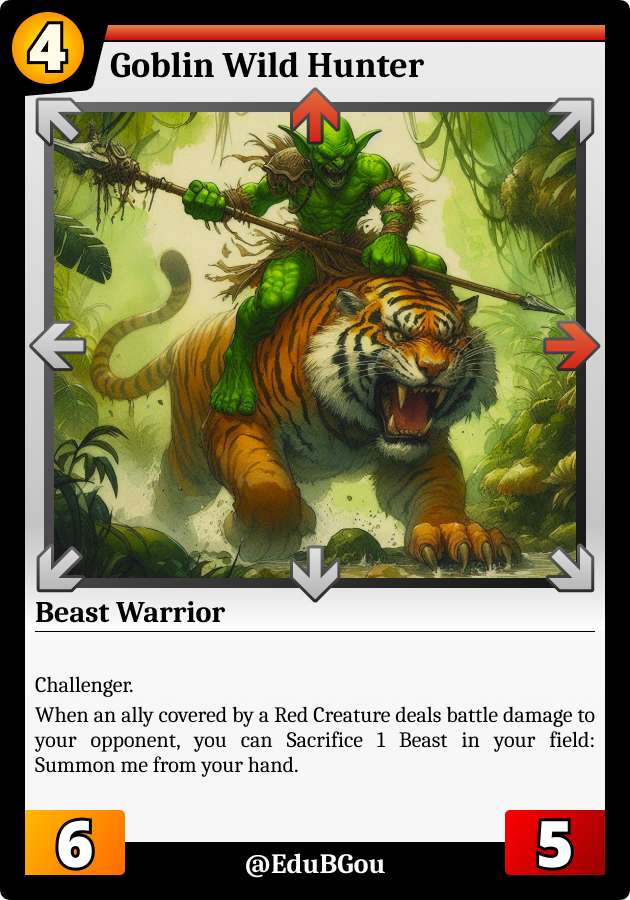 4
Goblin Wild Hunter
Beast Warrior
Challenger.
When an ally covered by a Red Creature deals battle damage to
your opponent, you can Sacrifice 1 Beast in your field:
Summon me from your hand.
6
@EduBGou
5